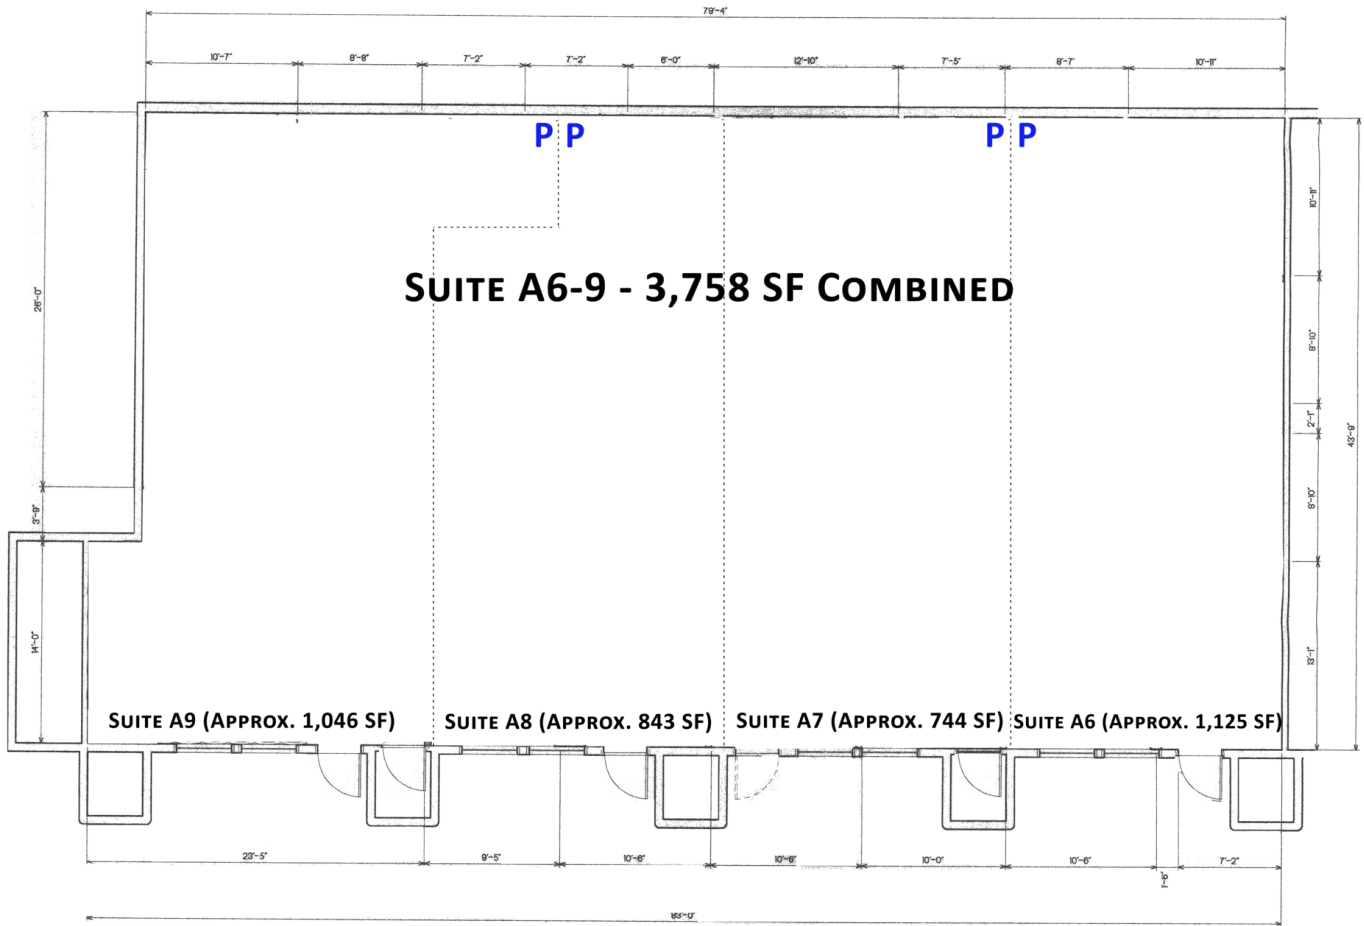 79'-4"
10'-7" 8'-8" 7'-2" 7'-2" 6'-0" 12'-10" 7'-5" 8'-7" 10'-11"
P P P P
10'-11"
26'-0"
SUITE A6-9 - 3,758 SF COMBINED
8'-10"
2'-1"
43'-9"
8'-10"
3'-9"
14'-0"
13'-1"
SUITE A9 (APPROX. 1,046 SF) SUITE A8 (APPROX. 843 SF) SUITE A7 (APPROX. 744 SF) SUITE A6 (APPROX. 1,125 SF)
23'-5" 9'-5" 10'-6" 10'-6" 10'-0" 10'-6" 1'-6" 7'-2"
83'-0"